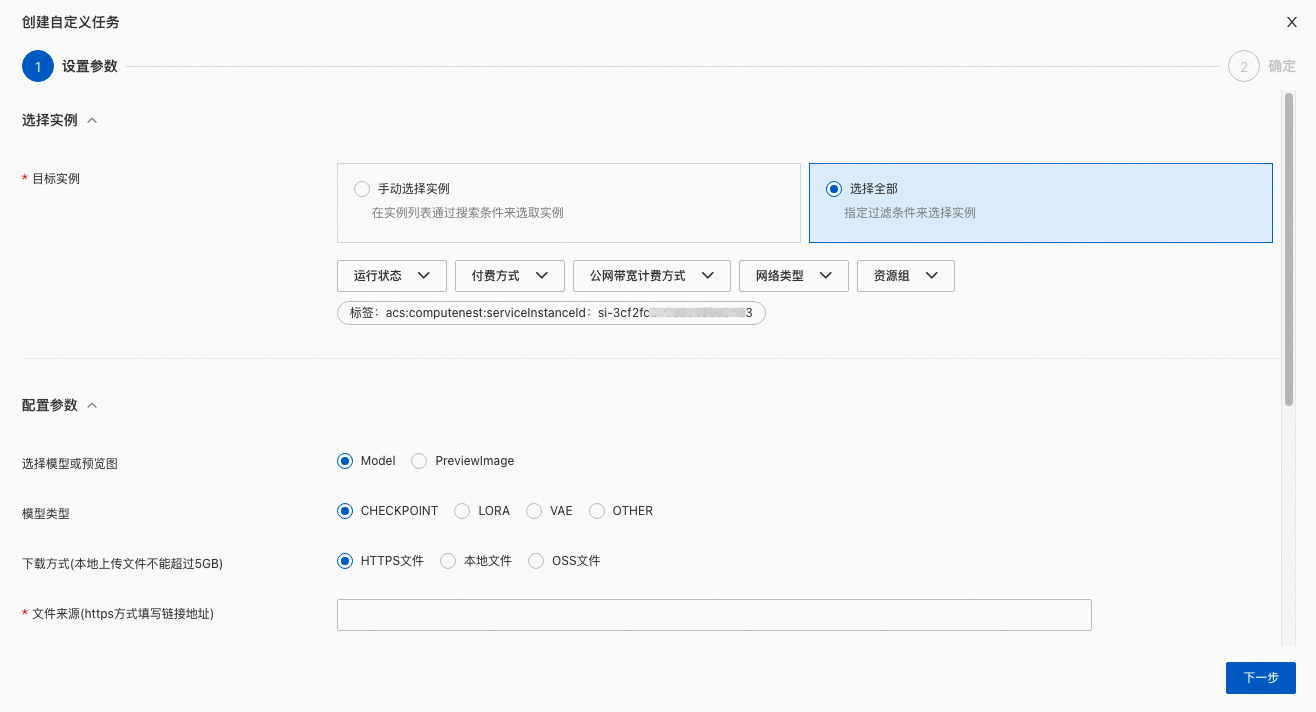 创建自定义任务
X
1 设置参数
2 确定
选择实例
* 目标实例
手动选择实例
在实例列表通过搜索条件来选取实例
选择全部
指定过滤条件来选择实例
运行状态 付费方式 公网带宽计费方式 网络类型 资源组
标签: acs:computenest:serviceInstanceId: si-3cf2fc 3
配置参数
选择模型或预览图
Model PreviewImage
模型类型
CHECKPOINT LORA VAE OTHER
下载方式(本地上传文件不能超过5GB)
HTTPS文件 本地文件 OSS文件
* 文件来源(https方式填写链接地址)
下一步